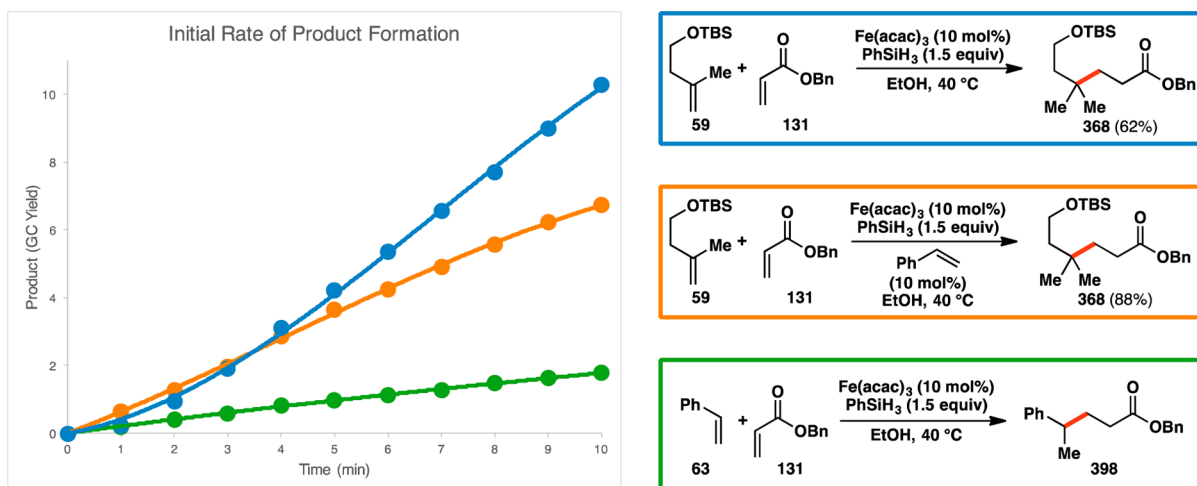 Initial Rate of Product Formation
Product (GC Yield)
10
8
6
4
2
0
0 1 2 3 4 5 6 7 8 9 10
Time (min)
OTBS
Me
59
+
O
OBn
131
Fe(acac)3 (10 mol%)
PhSiH3 (1.5 equiv)
EtOH, 40 °C
OTBS
O
OBn
Me Me
368 (62%)
OTBS
Me
59
+
O
OBn
131
Fe(acac)3 (10 mol%)
PhSiH3 (1.5 equiv)
Ph
(10 mol%)
EtOH, 40 °C
OTBS
O
OBn
Me Me
368 (88%)
Ph
63
+
O
OBn
131
Fe(acac)3 (10 mol%)
PhSiH3 (1.5 equiv)
EtOH, 40 °C
Ph
Me
O
OBn
398